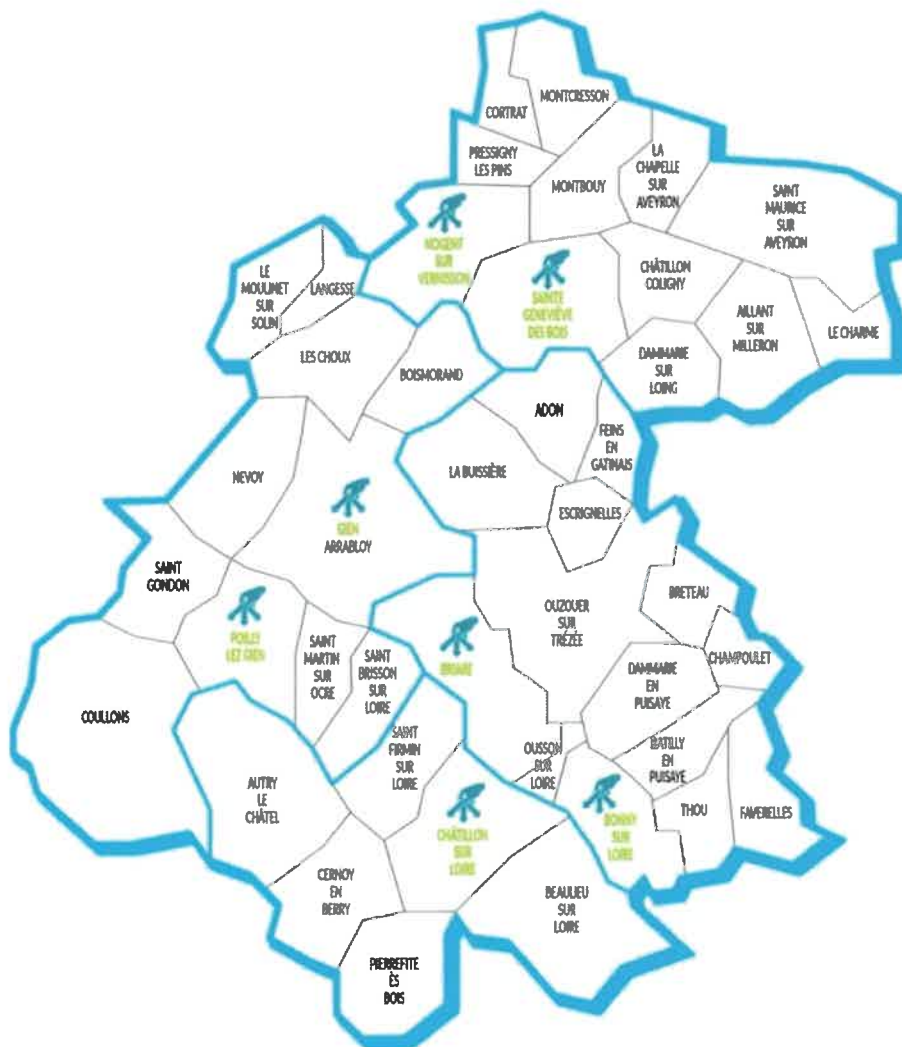 MONTCRESSON
CORTRAT
PRESSIGNY
LES PINS
MONTBOUY
LA
CHAPELLE
SUR
AVEYRON
SAINT
MAURICE
SUR
AVEYRON
NOGENT
SUR
VERNISSON
SAINTE
GENEVIÈVE
DES BOIS
CHÂTILLON
COLIGNY
LE
MOULINET
SUR
SOLIN
LANGESSE
AILLANT
SUR
MILLERON
LE CHARME
LES CHOUX
BOISMORAND
DAMMARIE
SUR
LOING
ADON
FEINS
EN
GATINAIS
NEVOY
LA BUISSIÈRE
ESCRIGNELLES
GIEN
ARRABLOY
SAINT
GONDON
BRETEAU
OUZOUER
SUR
TRÉZÉE
POILLY
LEZ GIEN
SAINT
MARTIN
SUR
OCRE
SAINT
BRISSON
SUR
LOIRE
BRIARE
CHAMPOULET
DAMMARIE
EN
PUISAYE
COULLONS
SAINT
FIRMIN
SUR
LOIRE
OUSSON
SUR
LOIRE
BATILLY
EN
PUISAYE
AUTRY
LE
CHÂTEL
THOU
FAVERELLES
CHÂTILLON
SUR
LOIRE
BONNY
SUR
LOIRE
CERNOY
EN
BERRY
BEAULIEU
SUR
LOIRE
PIERREFITE
ÈS
BOIS